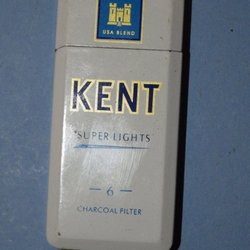 USA BLEND
KENT
SUPER LIGHTS
6
CHARCOAL FILTER